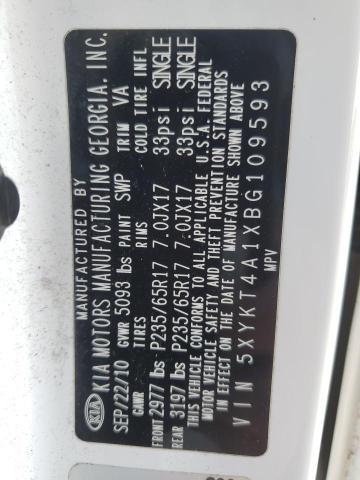 MANUFACTURED BY
KIA KIA MOTORS MANUFACTURING GEORGIA, INC.
SEP/22/10 GVWR 5093 lbs PAINT SWP TRIM VA
GAWR TIRES RIMS COLD TIRE INFL
FRONT 2977 lbs P235/65R17 7.0JX17 33psi SINGLE
REAR 3197 lbs P235/65R17 7.0JX17 33psi SINGLE
THIS VEHICLE CONFORMS TO ALL APPLICABLE U.S.A. FEDERAL
MOTOR VEHICLE SAFETY AND THEFT PREVENTION STANDARDS
IN EFFECT ON THE DATE OF MANUFACTURE SHOWN ABOVE
VIN 5XYKT4A1XBG109593
MPV